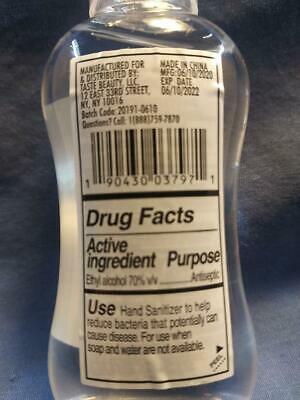 MANUFACTURED FOR
& DISTRIBUTED BY:
TASTE BEAUTY, LLC.
12 EAST 33RD STREET,
NY, NY 10016
Batch Code: 20191-0610
Questions? Call: 1(888)759-7870
MADE IN CHINA
MFG: 06/10/2020
EXP DATE
06/10/2022
1 90430 03797 1
Drug Facts
Active
ingredient Purpose
Ethyl alcohol 70% v/v Antiseptic
Use Hand Sanitizer to help
reduce bacteria that potentially can
cause disease. For use when
soap and water are not available.
PEEL